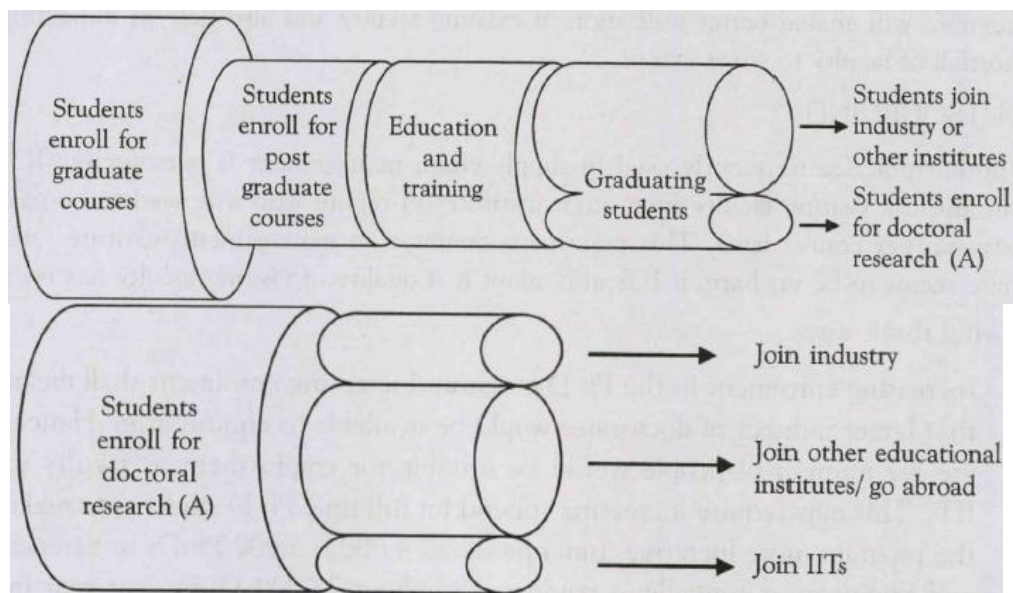 Students
enroll for
graduate
courses
Students
enroll for
post
graduate
courses
Education
and
training
Graduating
students
Students join
industry or
other institutes
Students enroll
for doctoral
research (A)
Students
enroll for
doctoral
research (A)
Join industry
Join other educational
institutes/ go abroad
Join IITs